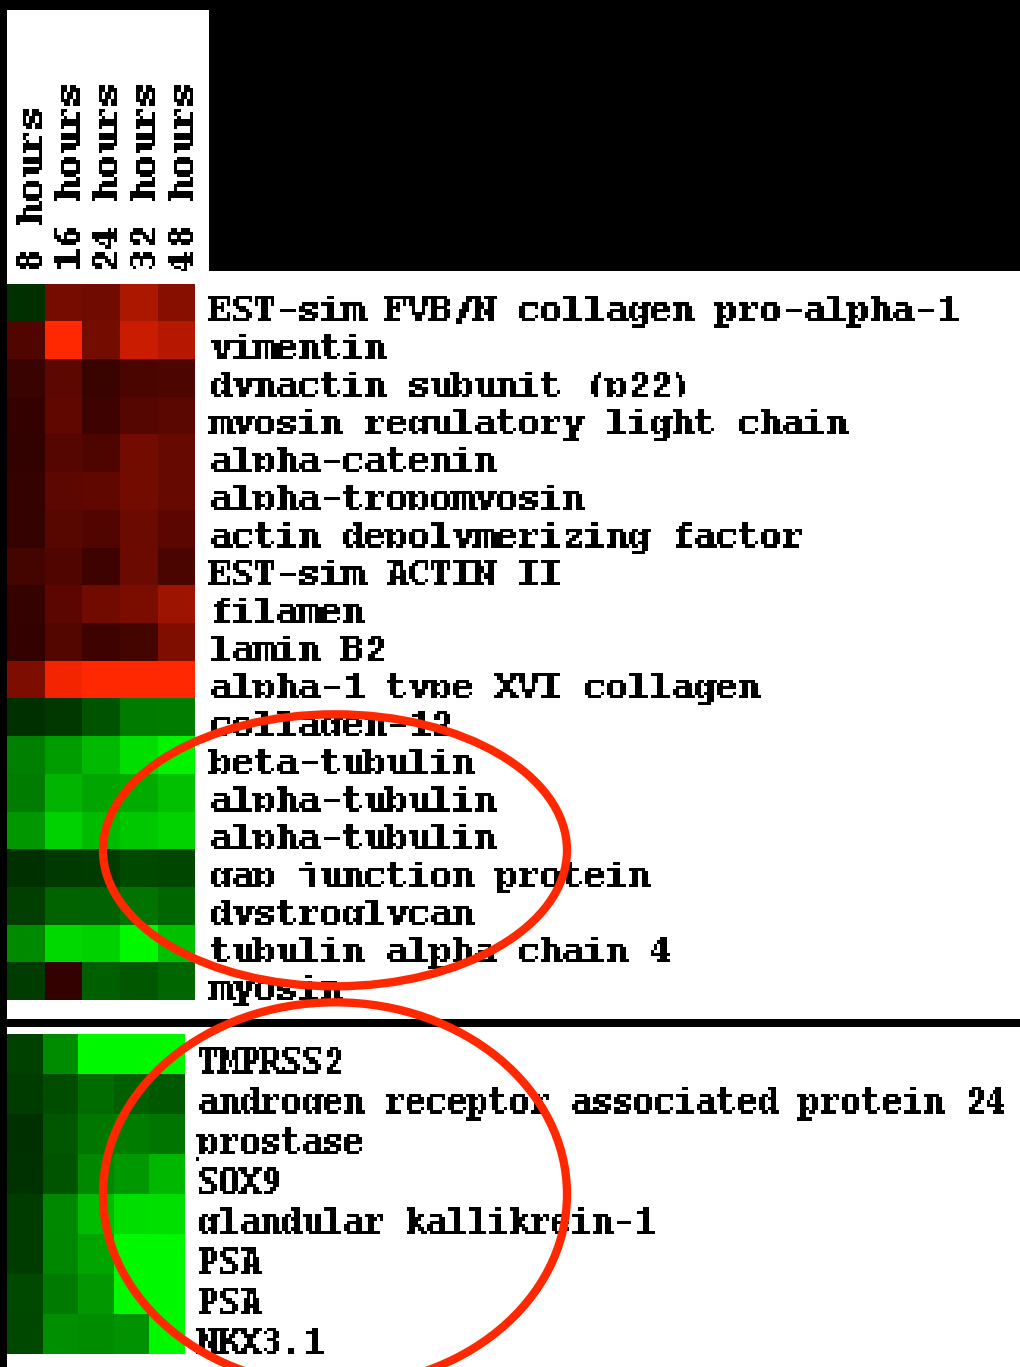 8 hours
16 hours
24 hours
32 hours
48 hours
EST-sim FVB/N collagen pro-alpha-1
vimentin
dynactin subunit (p22)
myosin regulatory light chain
alpha-catenin
alpha-tropomyosin
actin depolymerizing factor
EST-sim ACTIN II
filamen
lamin B2
alpha-1 type XVI collagen
collagen-12
beta-tubulin
alpha-tubulin
alpha-tubulin
gap junction protein
dystroglycan
tubulin alpha chain 4
myosin
TMPRSS2
androgen receptor associated protein 24
prostase
SOX9
glandular kallikrein-1
PSA
PSA
NKX3.1